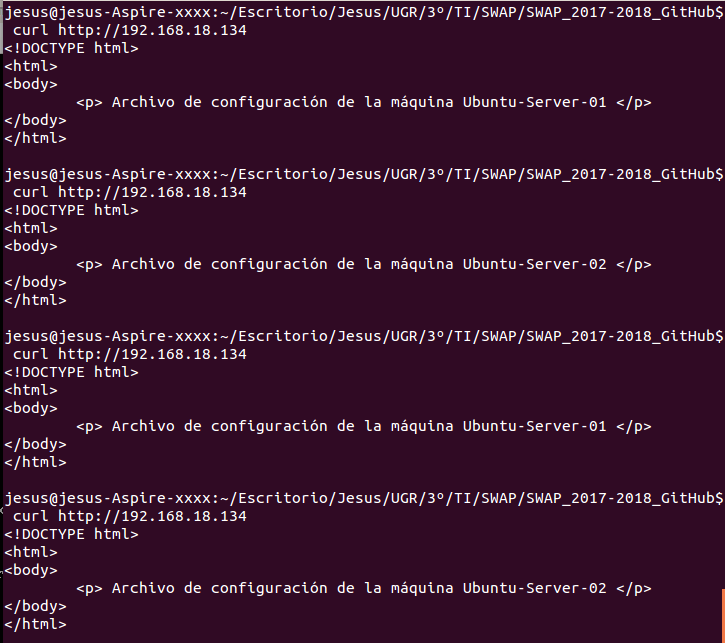 jesus@jesus-Aspire-xxxx:~/Escritorio/Jesus/UGR/3º/TI/SWAP/SWAP_2017-2018_GitHub$
 curl http://192.168.18.134
<!DOCTYPE html>
<html>
<body>
        <p> Archivo de configuración de la máquina Ubuntu-Server-01 </p>
</body>
</html>

jesus@jesus-Aspire-xxxx:~/Escritorio/Jesus/UGR/3º/TI/SWAP/SWAP_2017-2018_GitHub$
 curl http://192.168.18.134
<!DOCTYPE html>
<html>
<body>
        <p> Archivo de configuración de la máquina Ubuntu-Server-02 </p>
</body>
</html>

jesus@jesus-Aspire-xxxx:~/Escritorio/Jesus/UGR/3º/TI/SWAP/SWAP_2017-2018_GitHub$
 curl http://192.168.18.134
<!DOCTYPE html>
<html>
<body>
        <p> Archivo de configuración de la máquina Ubuntu-Server-01 </p>
</body>
</html>

jesus@jesus-Aspire-xxxx:~/Escritorio/Jesus/UGR/3º/TI/SWAP/SWAP_2017-2018_GitHub$
 curl http://192.168.18.134
<!DOCTYPE html>
<html>
<body>
        <p> Archivo de configuración de la máquina Ubuntu-Server-02 </p>
</body>
</html>